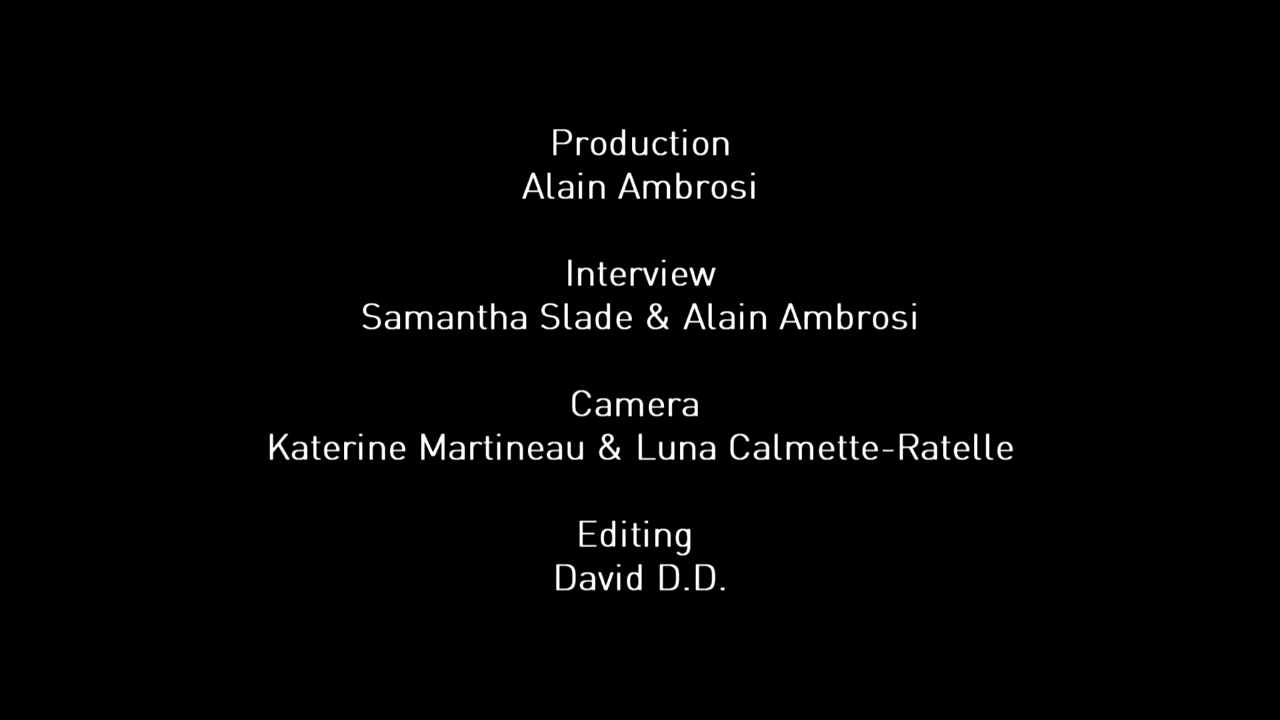 Production
Alain Ambrosi
Interview
Samantha Slade & Alain Ambrosi
Camera
Katerine Martineau & Luna Calmette-Ratelle
Editing
David D.D.